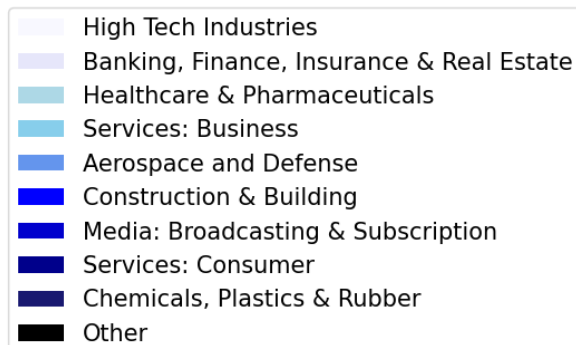 High Tech Industries
Banking, Finance, Insurance & Real Estate
Healthcare & Pharmaceuticals
Services: Business
Aerospace and Defense
Construction & Building
Media: Broadcasting & Subscription
Services: Consumer
Chemicals, Plastics & Rubber
Other